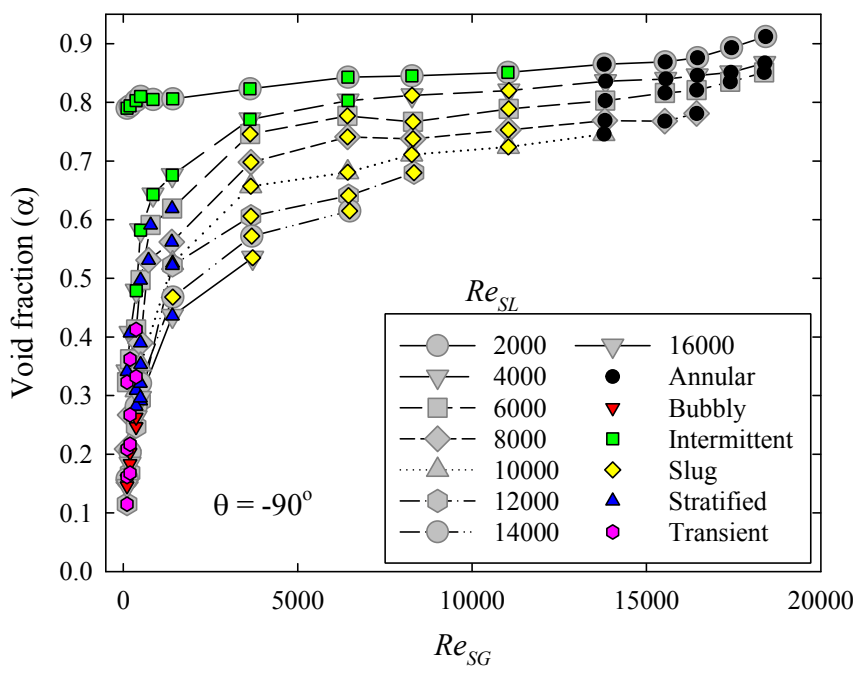 0.9
0.8
0.7
0.6
0.5
0.4
0.3
0.2
0.1
0.0
Void fraction (α)
Re_SL
2000 16000
4000 Annular
6000 Bubbly
8000 Intermittent
10000 Slug
12000 Stratified
14000 Transient
θ = -90°
0 5000 10000 15000 20000
Re_SG